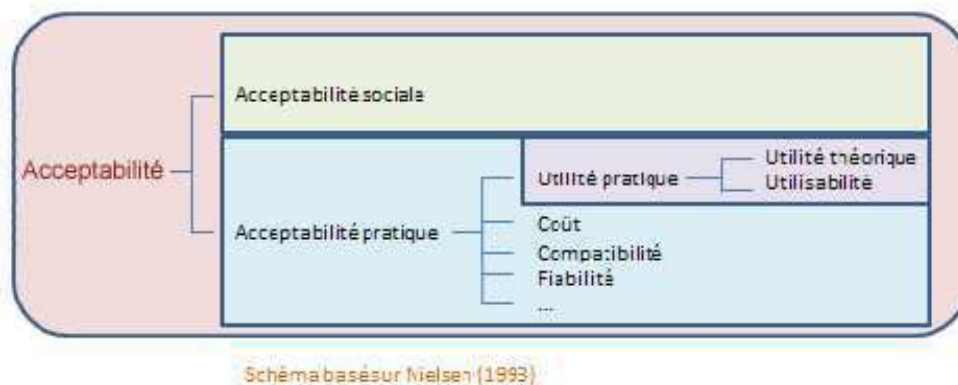 Acceptabilité sociale
Acceptabilité
Utilité pratique
Utilité théorique
Utilisabilité
Acceptabilité pratique
Coût
Compatibilité
Fiabilité
...
Schéma basé sur Nielsen (1993)